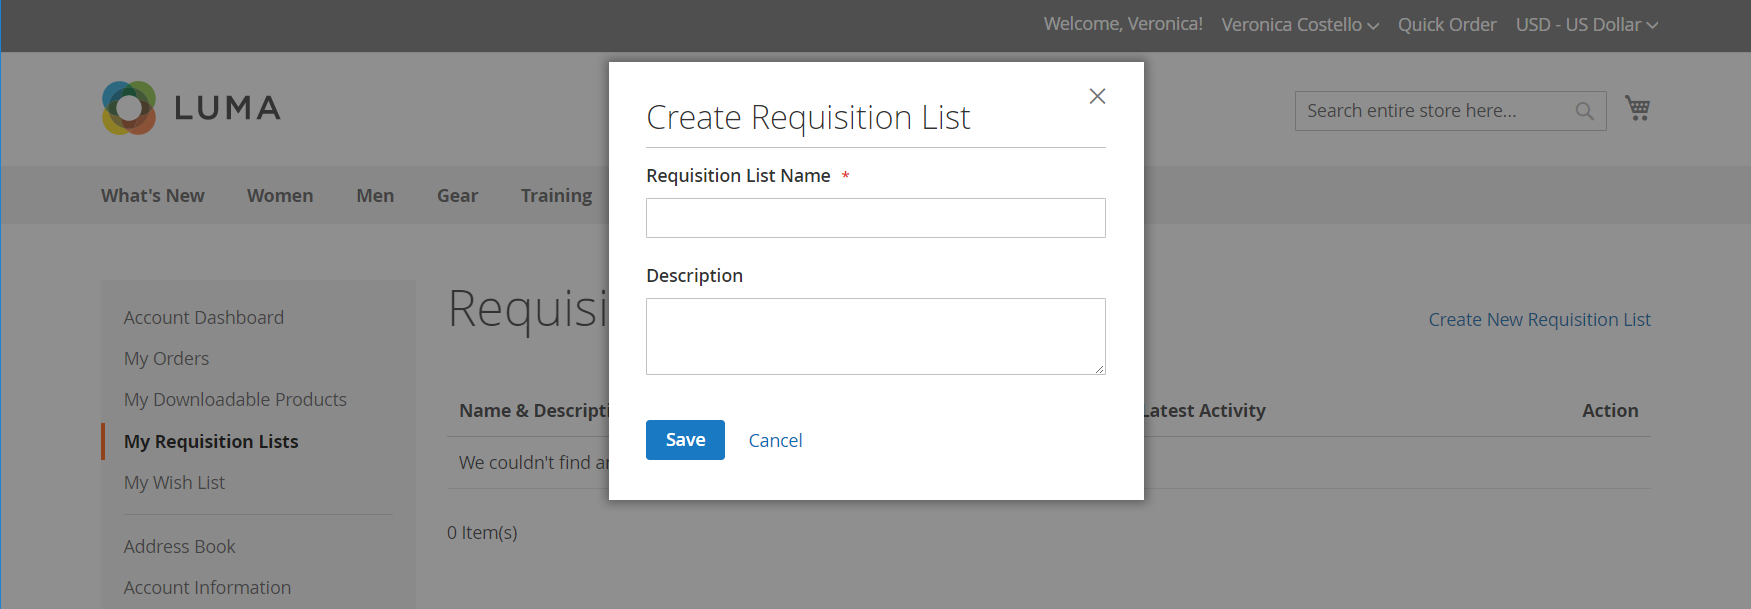 Welcome, Veronica! Veronica Costello Quick Order USD - US Dollar
LUMA
Search entire store here...
What's New Women Men Gear Training
Create Requisition List
Requisition List Name *
Description
Save Cancel
Account Dashboard
My Orders
My Downloadable Products
My Requisition Lists
My Wish List
Address Book
Account Information
Requisi
Create New Requisition List
Name & Descripti Latest Activity Action
We couldn't find
0 Item(s)